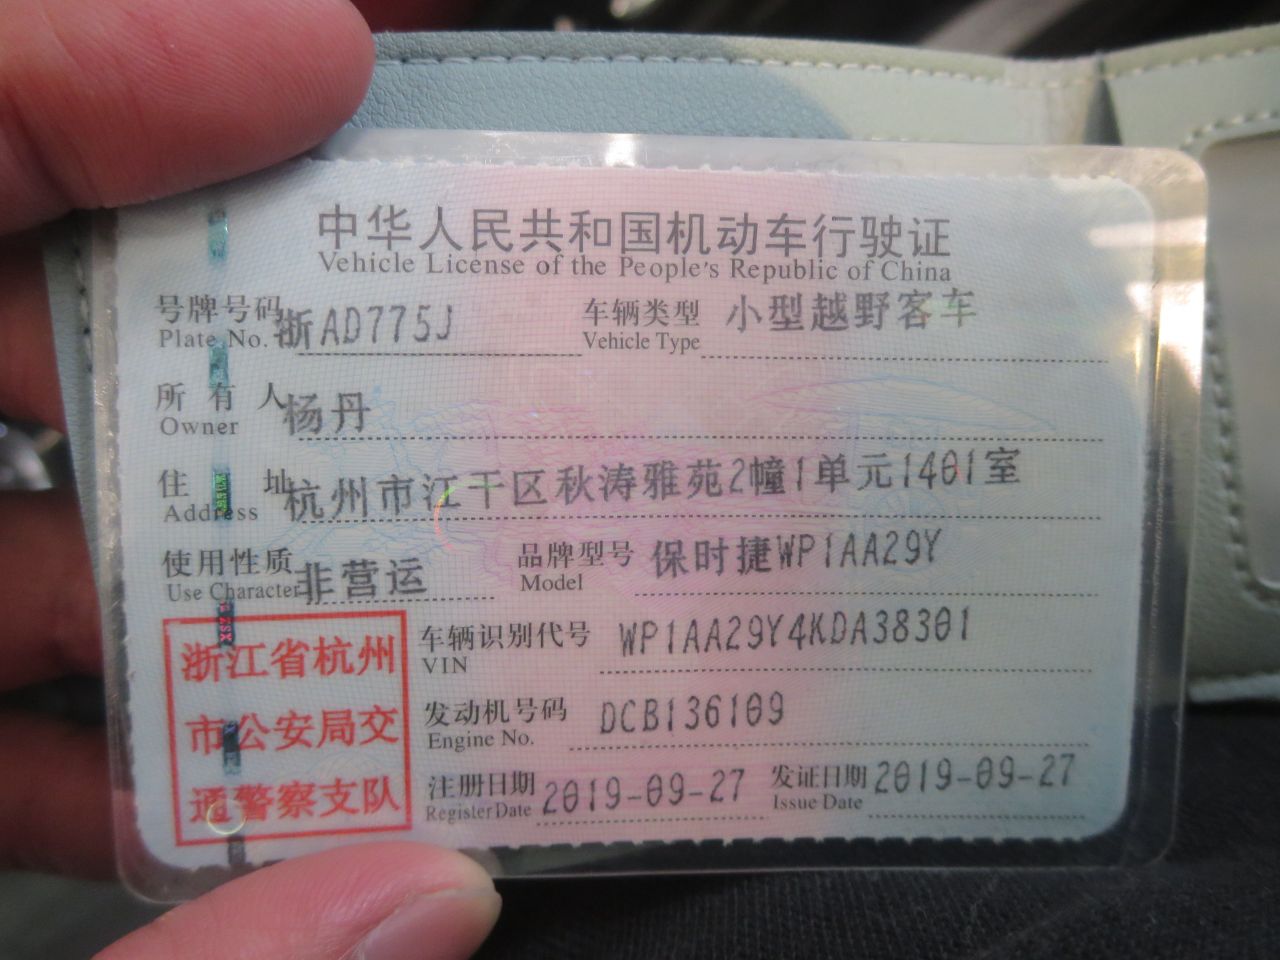 中华人民共和国机动车行驶证
Vehicle License of the People's Republic of China
号牌号码 浙AD775J 车辆类型 小型越野客车
Plate No. Vehicle Type
所有人 杨丹
Owner
住址 杭州市江干区秋涛雅苑2幢1单元1401室
Address
使用性质 非营运 品牌型号 保时捷WP1AA29Y
Use Character Model
车辆识别代号 WP1AA29Y4KDA38301
VIN
发动机号码 DCB136109
Engine No.
注册日期 2019-09-27 发证日期 2019-09-27
Register Date Issue Date
浙江省杭州
市公安局交
通警察支队